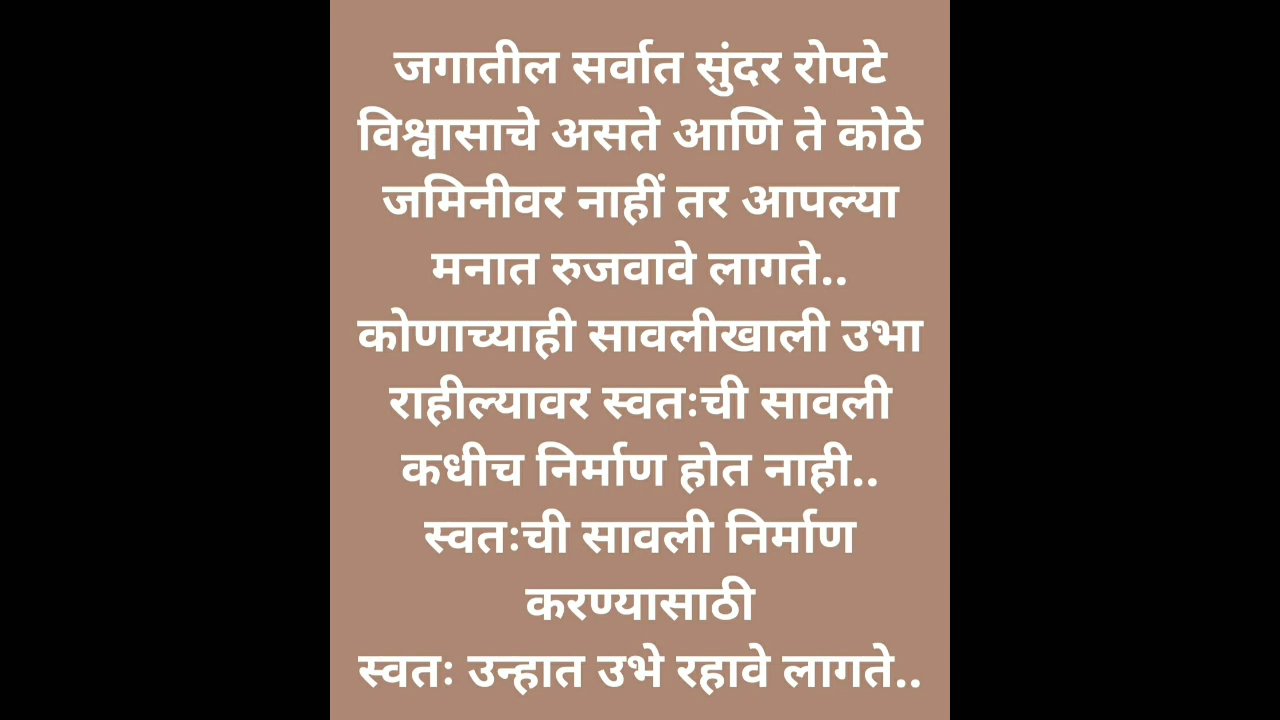 जगातील सर्वात सुंदर रोपटे
विश्वासाचे असते आणि ते कोठे
जमिनीवर नाहीं तर आपल्या
मनात रुजवावे लागते..
कोणाच्याही सावलीखाली उभा
राहील्यावर स्वतःची सावली
कधीच निर्माण होत नाही..
स्वतःची सावली निर्माण
करण्यासाठी
स्वतः उन्हात उभे रहावे लागते..